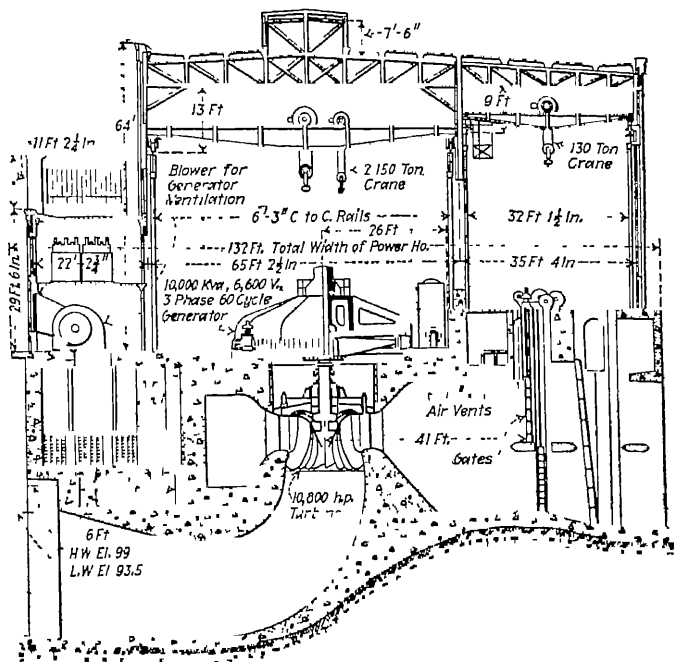 4-7'-6"
13 Ft
9 Ft
64'
11 Ft 2¼ In
Blower for
Generator
Ventilation
2 150 Ton
Crane
130 Ton
Crane
C to C. Rails
32 Ft 1½ In.
26 Ft
132 Ft. Total Width of Power Ho.
65 Ft 2½ In
35 Ft 4 In
29 Ft 6 In
22' 2¾"
10,000 Kva, 6,600 V.,
3 Phase 60 Cycle
Generator
Air Vents
41 Ft.
Gates
10,800 hp.
6 Ft
H W El. 99
L.W El 93.5